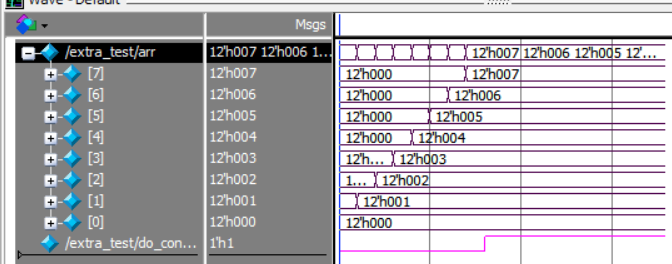 Wave - Default
Msgs
/extra_test/arr 12'h007 12'h006 1... 12'h007 12'h006 12'h005 12'...
[7] 12'h007 12'h000 12'h007
[6] 12'h006 12'h000 12'h006
[5] 12'h005 12'h000 12'h005
[4] 12'h004 12'h000 12'h004
[3] 12'h003 12'h... 12'h003
[2] 12'h002 1... 12'h002
[1] 12'h001 12'h001
[0] 12'h000 12'h000
/extra_test/do_con... 1'h1